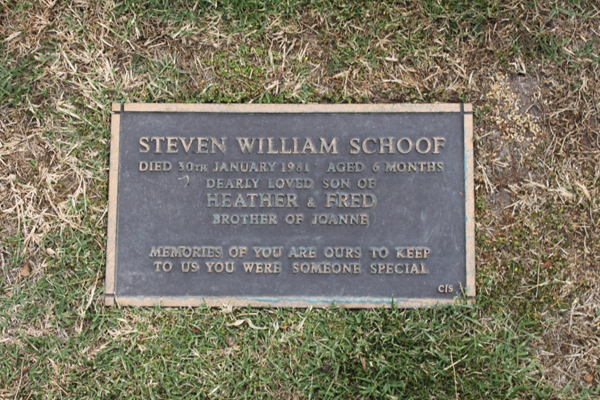 STEVEN WILLIAM SCHOOF
DIED 30TH JANUARY 1981 AGED 6 MONTHS
DEARLY LOVED SON OF
HEATHER & FRED
BROTHER OF JOANNE
MEMORIES OF YOU ARE OURS TO KEEP
TO US YOU WERE SOMEONE SPECIAL